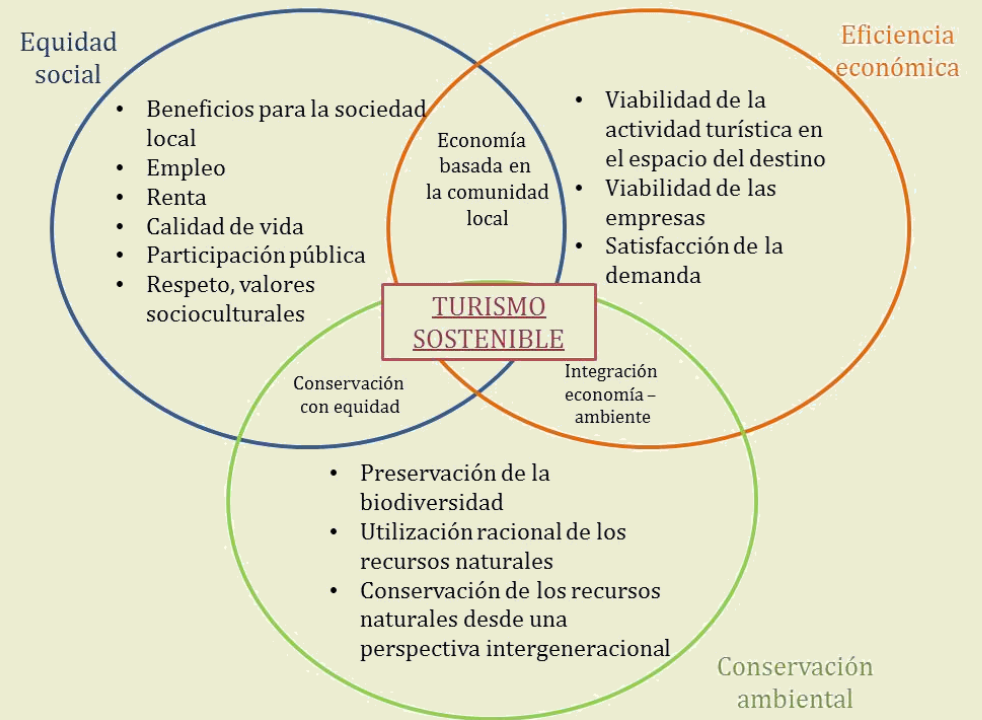 Equidad
social
Eficiencia
económica
• Beneficios para la sociedad
local
• Empleo
• Renta
• Calidad de vida
• Participación pública
• Respeto, valores
socioculturales
Economía
basada en
la comunidad
local
• Viabilidad de la
actividad turística en
el espacio del destino
• Viabilidad de las
empresas
• Satisfacción de la
demanda
TURISMO
SOSTENIBLE
Conservación
con equidad
Integración
economía –
ambiente
• Preservación de la
biodiversidad
• Utilización racional de los
recursos naturales
• Conservación de los recursos
naturales desde una
perspectiva intergeneracional
Conservación
ambiental